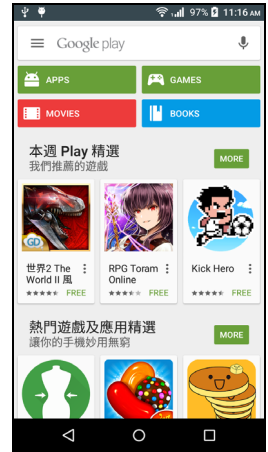 97% 11:16 AM
Google play
APPS
GAMES
MOVIES
BOOKS
本週 Play 精選
我們推薦的遊戲
MORE
GD
世界2 The World II 風
RPG Toram Online
Kick Hero
FREE
FREE
FREE
熱門遊戲及應用精選
讓你的手機妙用無窮
MORE